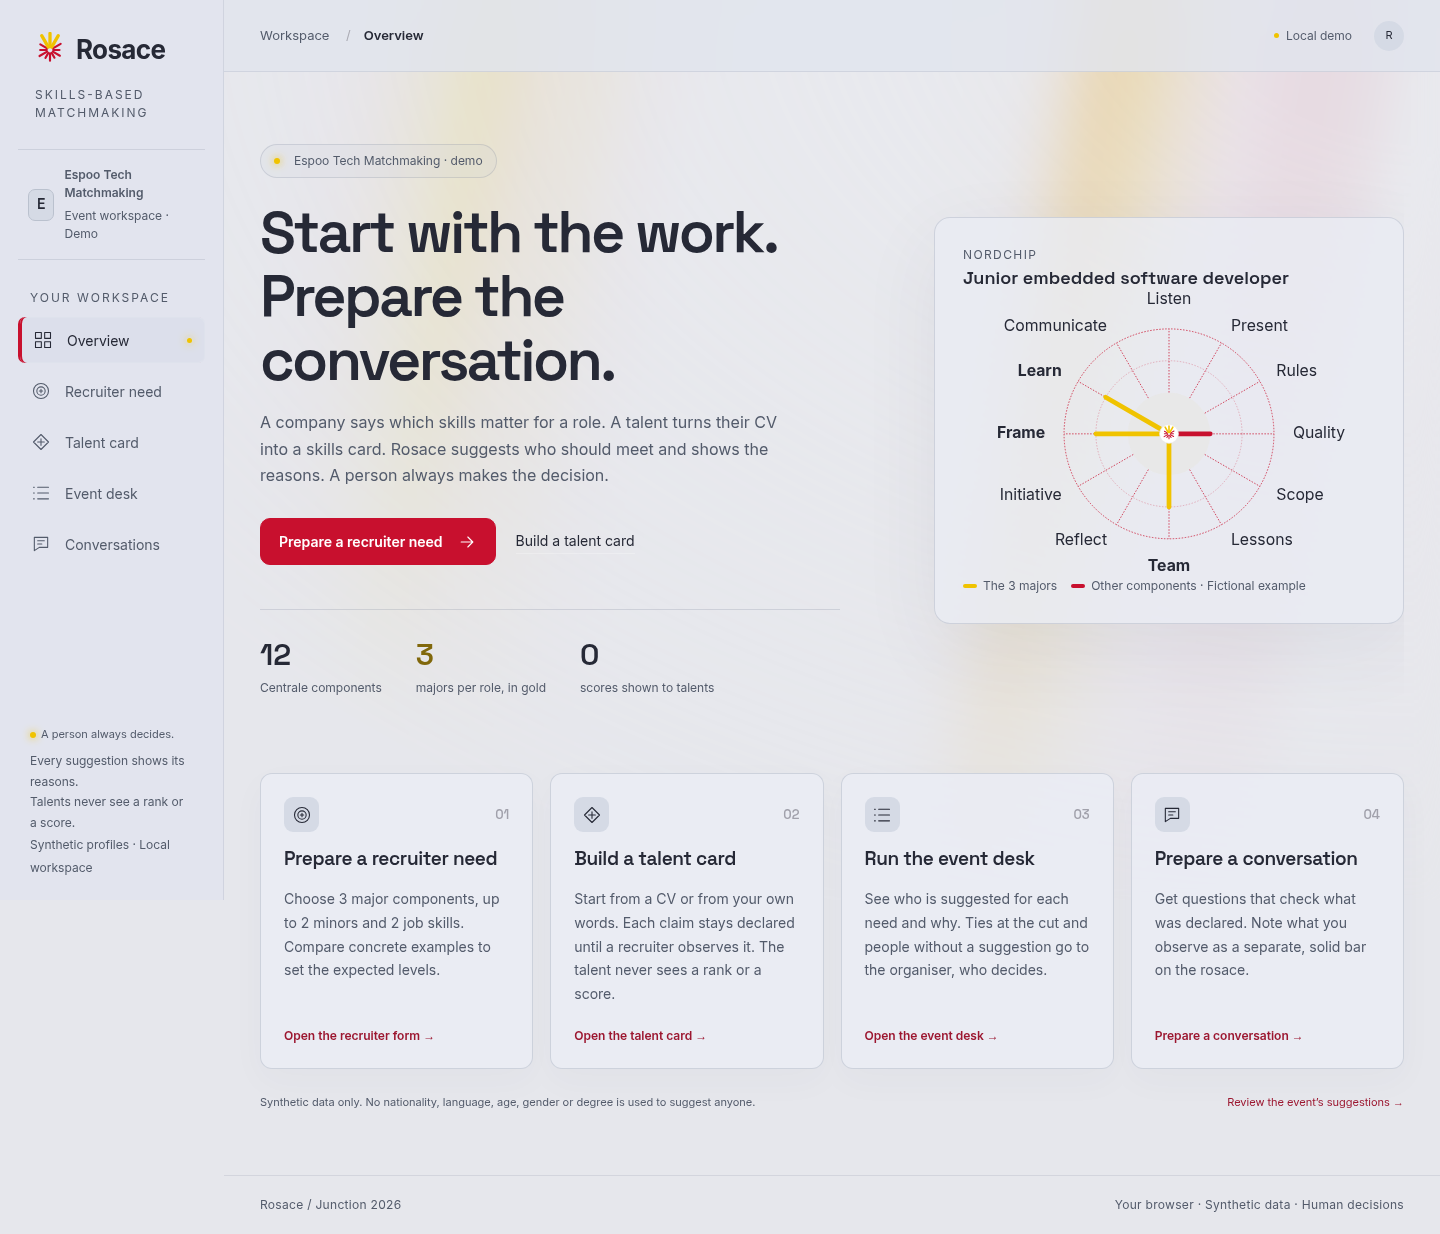 Rosace
SKILLS-BASED
MATCHMAKING
E
Espoo Tech
Matchmaking
Event workspace ·
Demo
YOUR WORKSPACE
Overview
Recruiter need
Talent card
Event desk
Conversations
A person always decides.
Every suggestion shows its
reasons.
Talents never see a rank or
a score.
Synthetic profiles · Local
workspace
Workspace / Overview
Local demo
R
Espoo Tech Matchmaking · demo
Start with the work.
Prepare the
conversation.
A company says which skills matter for a role. A talent turns their CV
into a skills card. Rosace suggests who should meet and shows the
reasons. A person always makes the decision.
Prepare a recruiter need →
Build a talent card
12
Centrale components
3
majors per role, in gold
0
scores shown to talents
NORDCHIP
Junior embedded software developer
Listen
Communicate
Present
Learn
Rules
Frame
Quality
Initiative
Scope
Reflect
Lessons
Team
The 3 majors
Other components · Fictional example
01
Prepare a recruiter need
Choose 3 major components, up
to 2 minors and 2 job skills.
Compare concrete examples to
set the expected levels.
Open the recruiter form →
02
Build a talent card
Start from a CV or from your own
words. Each claim stays declared
until a recruiter observes it. The
talent never sees a rank or a
score.
Open the talent card →
03
Run the event desk
See who is suggested for each
need and why. Ties at the cut and
people without a suggestion go to
the organiser, who decides.
Open the event desk →
04
Prepare a conversation
Get questions that check what
was declared. Note what you
observe as a separate, solid bar
on the rosace.
Prepare a conversation →
Synthetic data only. No nationality, language, age, gender or degree is used to suggest anyone.
Review the event's suggestions →
Rosace / Junction 2026
Your browser · Synthetic data · Human decisions